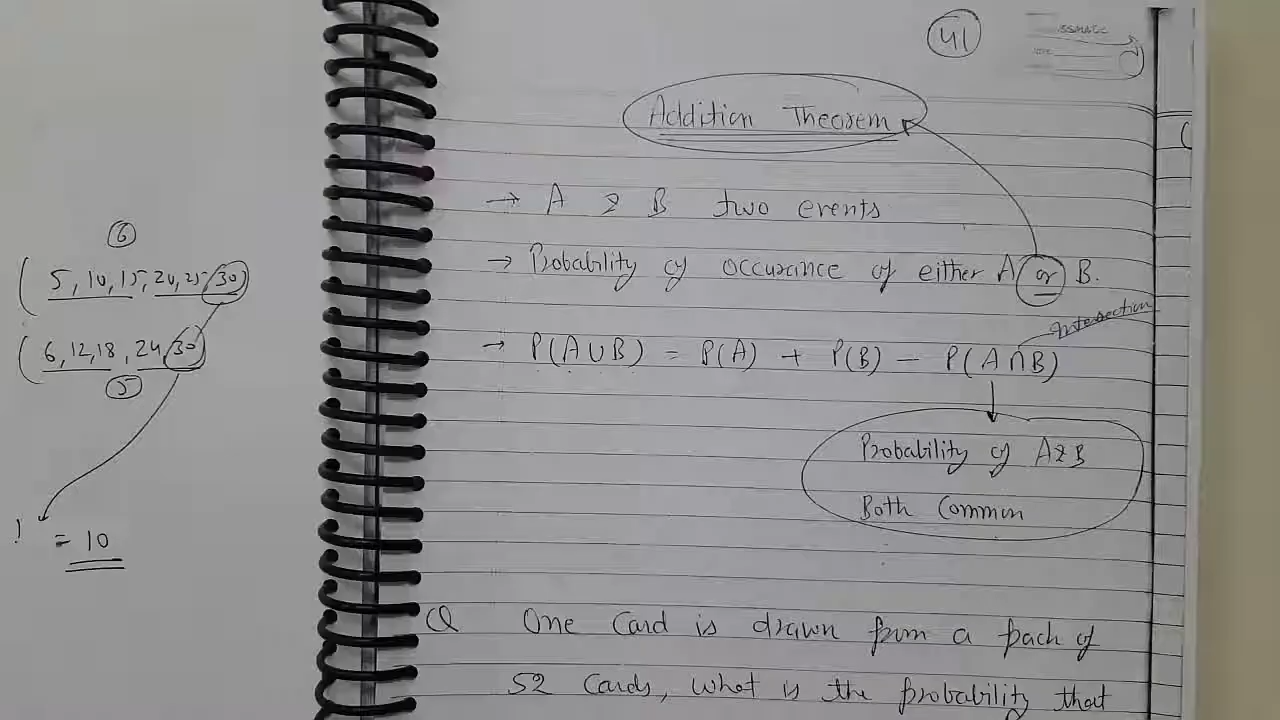 6
(5, 10, 15, 20, 25, 30)
(6, 12, 18, 24, 30)
5
= 10
41
Addition Theorem
→ A & B two events
→ Probability of occurance of either A or B.
Intersection
→ P(A∪B) = P(A) + P(B) - P(A∩B)
Probability of A&B
Both Common
Q One Card is drawn from a pack of
52 Cards, what is the probability that